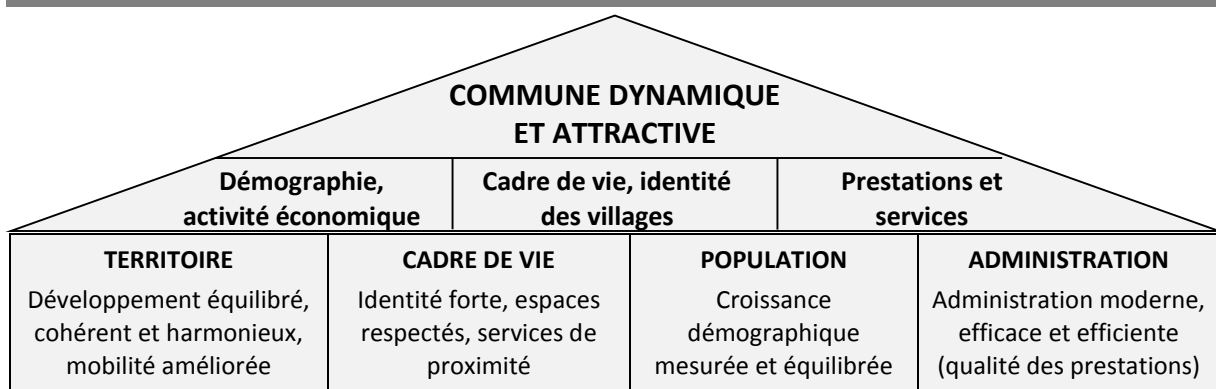 COMMUNE DYNAMIQUE
ET ATTRACTIVE
Démographie,
activité économique
Cadre de vie, identité
des villages
Prestations et
services
TERRITOIRE
Développement équilibré,
cohérent et harmonieux,
mobilité améliorée
CADRE DE VIE
Identité forte, espaces
respectés, services de
proximité
POPULATION
Croissance
démographique
mesurée et équilibrée
ADMINISTRATION
Administration moderne,
efficace et efficiente
(qualité des prestations)